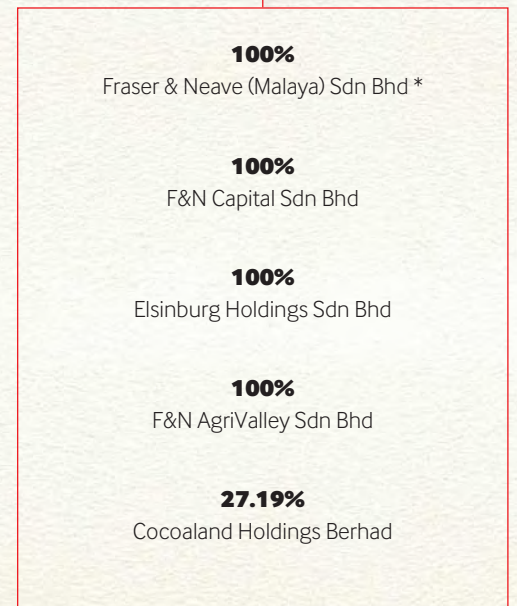 100%
Fraser & Neave (Malaya) Sdn Bhd *
100%
F&N Capital Sdn Bhd
100%
Elsinburg Holdings Sdn Bhd
100%
F&N AgriValley Sdn Bhd
27.19%
Cocoaland Holdings Berhad